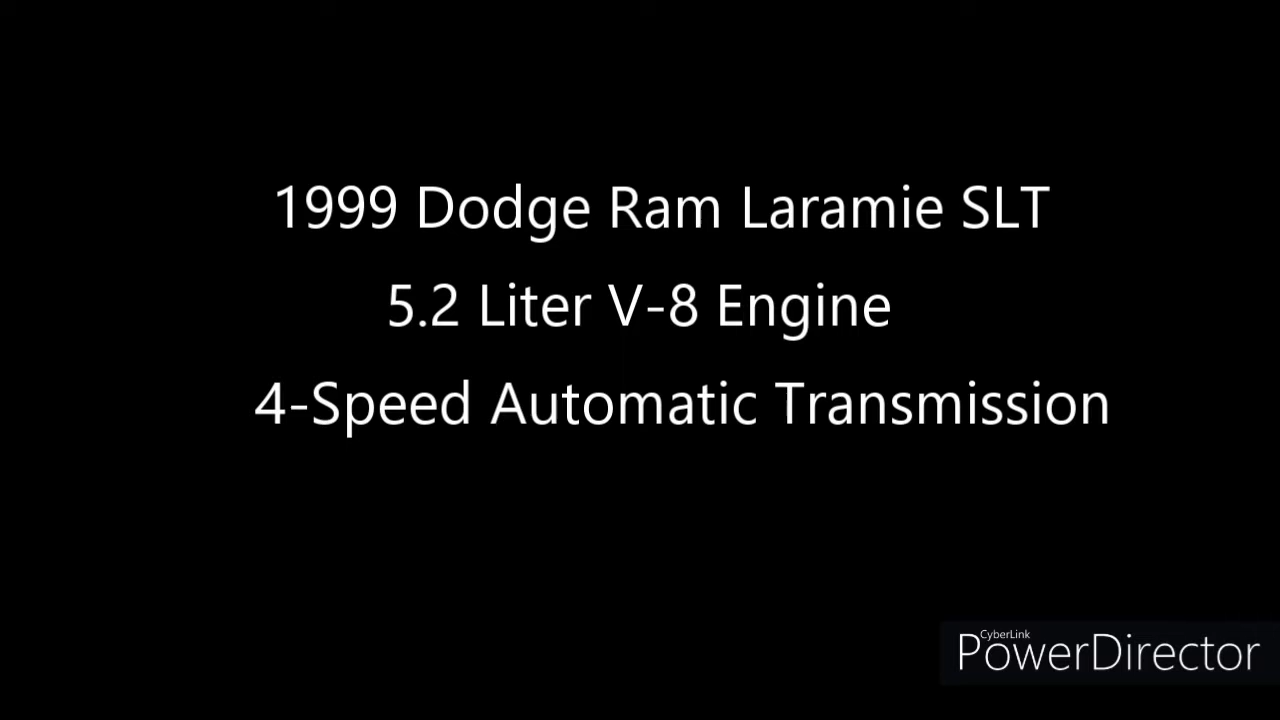 1999 Dodge Ram Laramie SLT
5.2 Liter V-8 Engine
4-Speed Automatic Transmission
CyberLink
PowerDirector